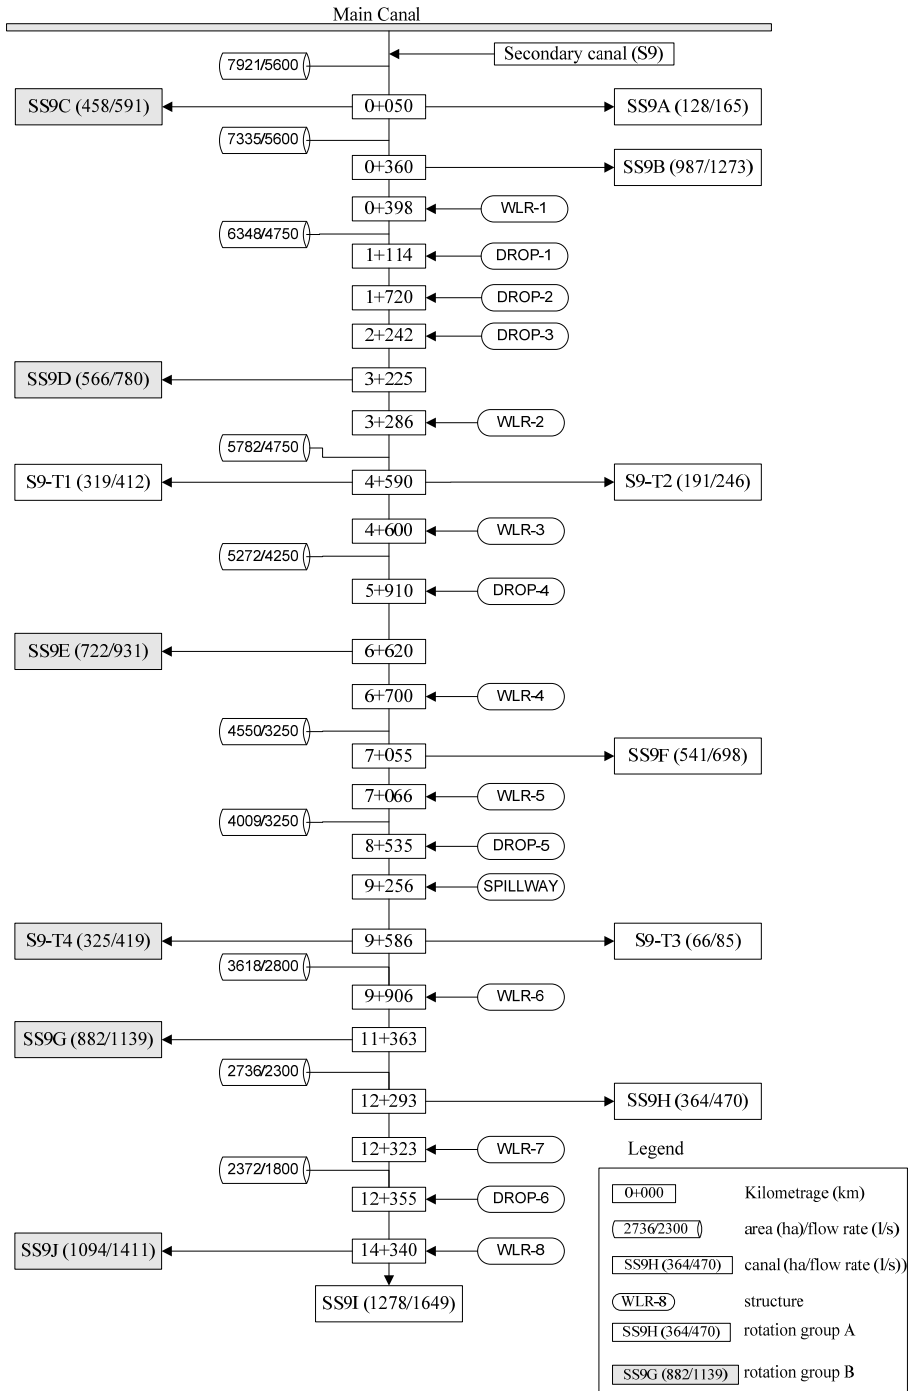 Main Canal
Secondary canal (S9)
7921/5600
SS9C (458/591)
0+050
SS9A (128/165)
7335/5600
0+360
SS9B (987/1273)
0+398
WLR-1
6348/4750
1+114
DROP-1
1+720
DROP-2
2+242
DROP-3
SS9D (566/780)
3+225
3+286
WLR-2
5782/4750
S9-T1 (319/412)
4+590
S9-T2 (191/246)
4+600
WLR-3
5272/4250
5+910
DROP-4
SS9E (722/931)
6+620
6+700
WLR-4
4550/3250
7+055
SS9F (541/698)
7+066
WLR-5
4009/3250
8+535
DROP-5
9+256
SPILLWAY
S9-T4 (325/419)
9+586
S9-T3 (66/85)
3618/2800
9+906
WLR-6
SS9G (882/1139)
11+363
2736/2300
12+293
SS9H (364/470)
12+323
WLR-7
2372/1800
12+355
DROP-6
SS9J (1094/1411)
14+340
WLR-8
SS9I (1278/1649)
Legend
0+000
Kilometrage (km)
2736/2300
area (ha)/flow rate (l/s)
SS9H (364/470)
canal (ha/flow rate (l/s))
WLR-8
structure
SS9H (364/470)
rotation group A
SS9G (882/1139)
rotation group B